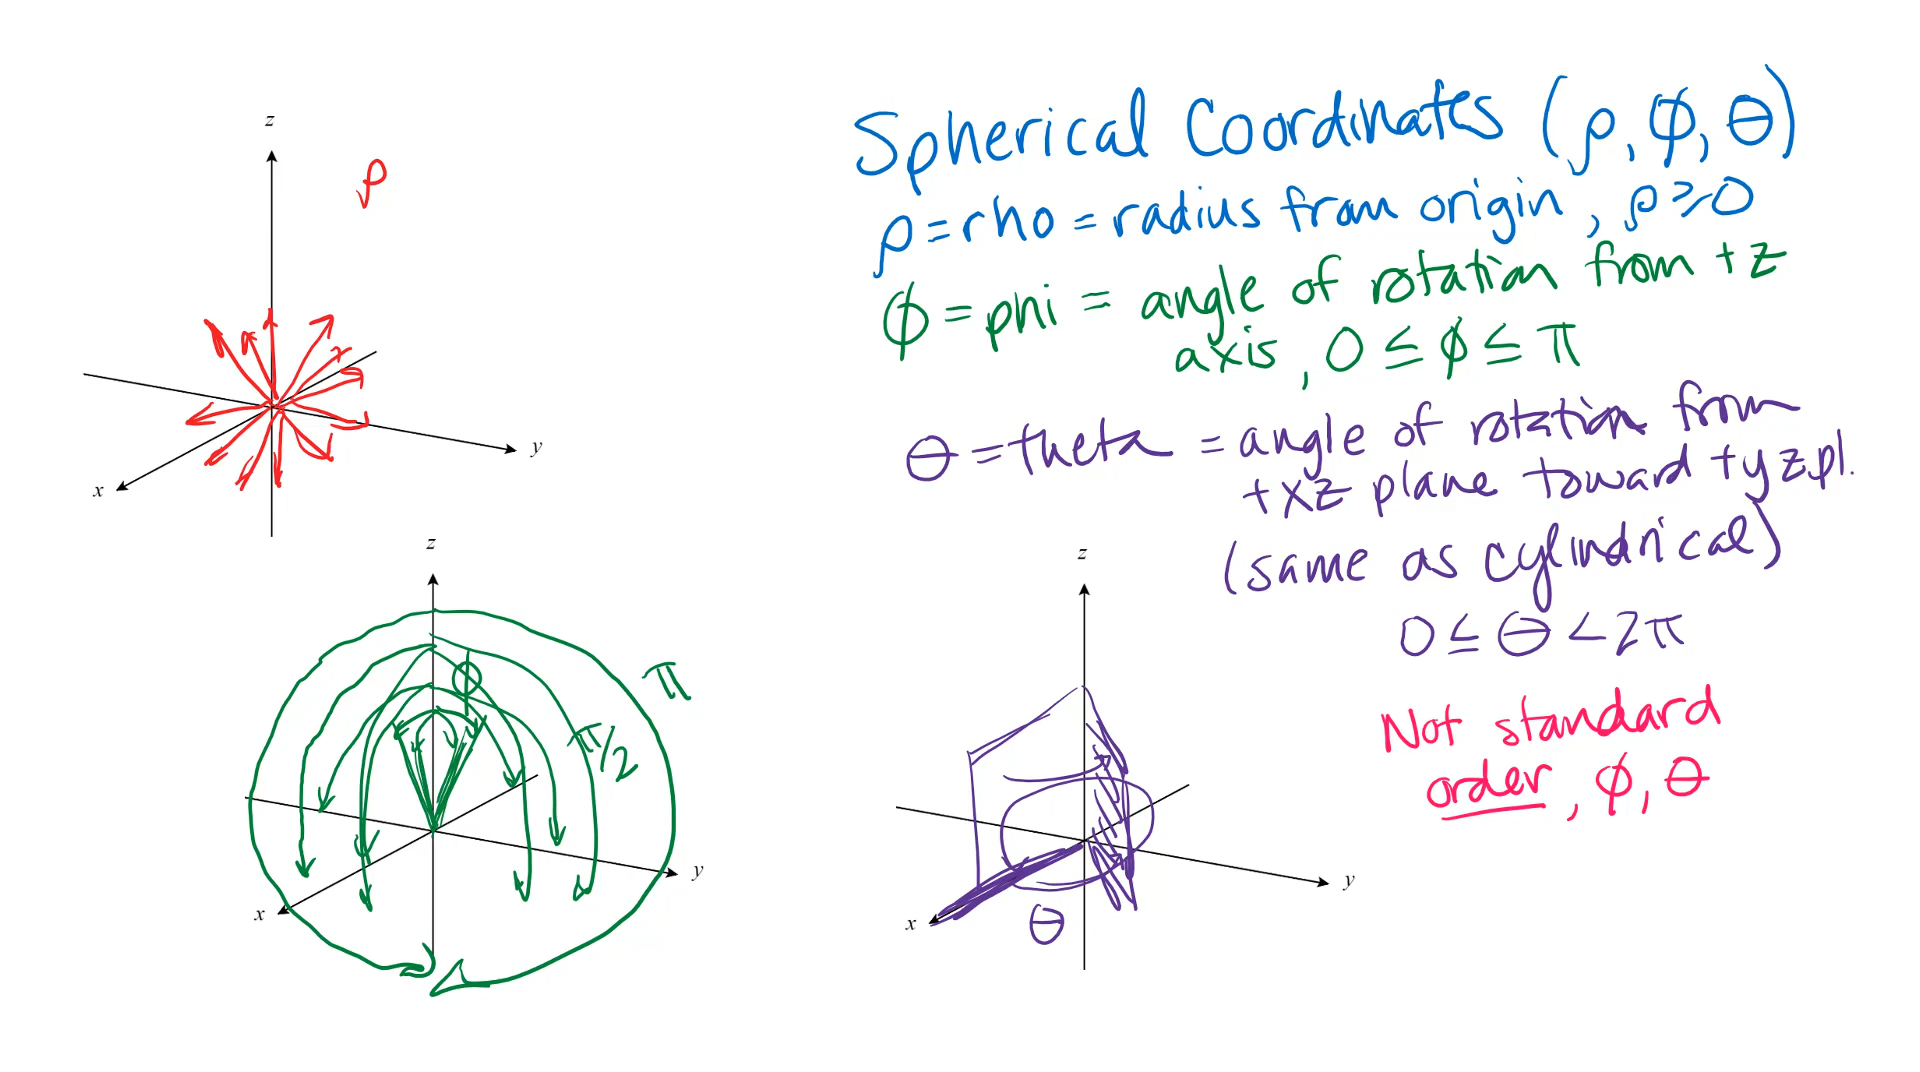 Spherical Coordinates (ρ, ϕ, θ)
ρ = rho = radius from origin, ρ ≥ 0
ϕ = phi = angle of rotation from +z
axis, 0 ≤ ϕ ≤ π
θ = theta = angle of rotation from
+xz plane toward +yz pl.
(same as cylindrical)
0 ≤ θ < 2π
Not standard
order, ϕ, θ
z
ρ
y
x
z
ϕ
π
π/2
y
x
z
y
x
θ